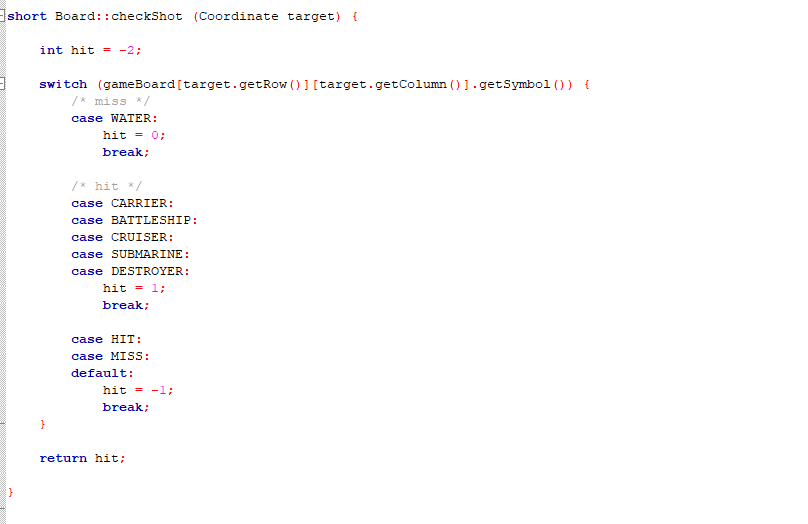 short Board::checkShot (Coordinate target) {
int hit = -2;
switch (gameBoard[target.getRow()][target.getColumn()].getSymbol()) {
/* miss */
case WATER:
hit = 0;
break;
/* hit */
case CARRIER:
case BATTLESHIP:
case CRUISER:
case SUBMARINE:
case DESTROYER:
hit = 1;
break;
case HIT:
case MISS:
default:
hit = -1;
break;
}
return hit;
}